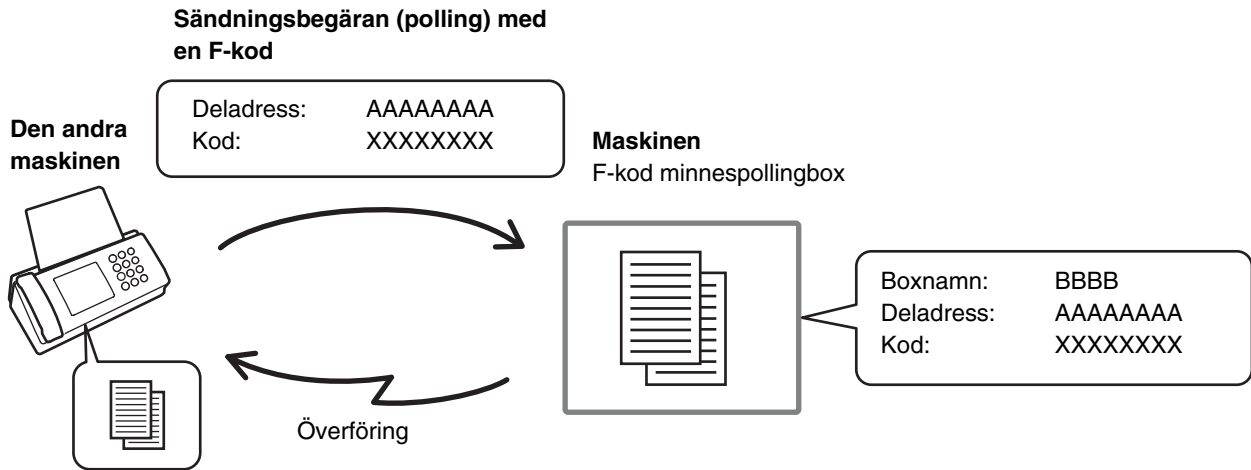 Sändningsbegäran (polling) med
en F-kod
Deladress: AAAAAAAA
Kod: XXXXXXXX
Den andra
maskinen
Maskinen
F-kod minnespollingbox
Boxnamn: BBBB
Deladress: AAAAAAAA
Kod: XXXXXXXX
Överföring